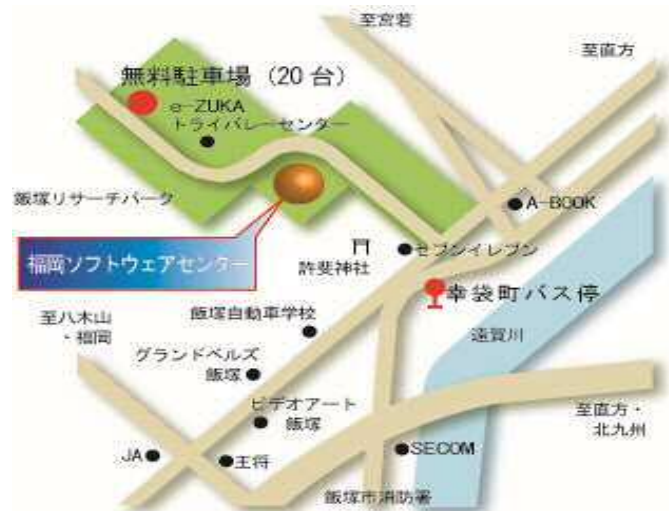 至宮若
至直方
無料駐車場（20台）
e-ZUKA
トライバレーセンター
飯塚リサーチパーク
A-BOOK
福岡ソフトウェアセンター
許斐神社
セブンイレブン
幸袋町バス停
至八木山
・福岡
飯塚自動車学校
遠賀川
グランドベルズ
飯塚
ビデオアート
飯塚
至直方・
北九州
JA
王将
SECOM
飯塚市消防署